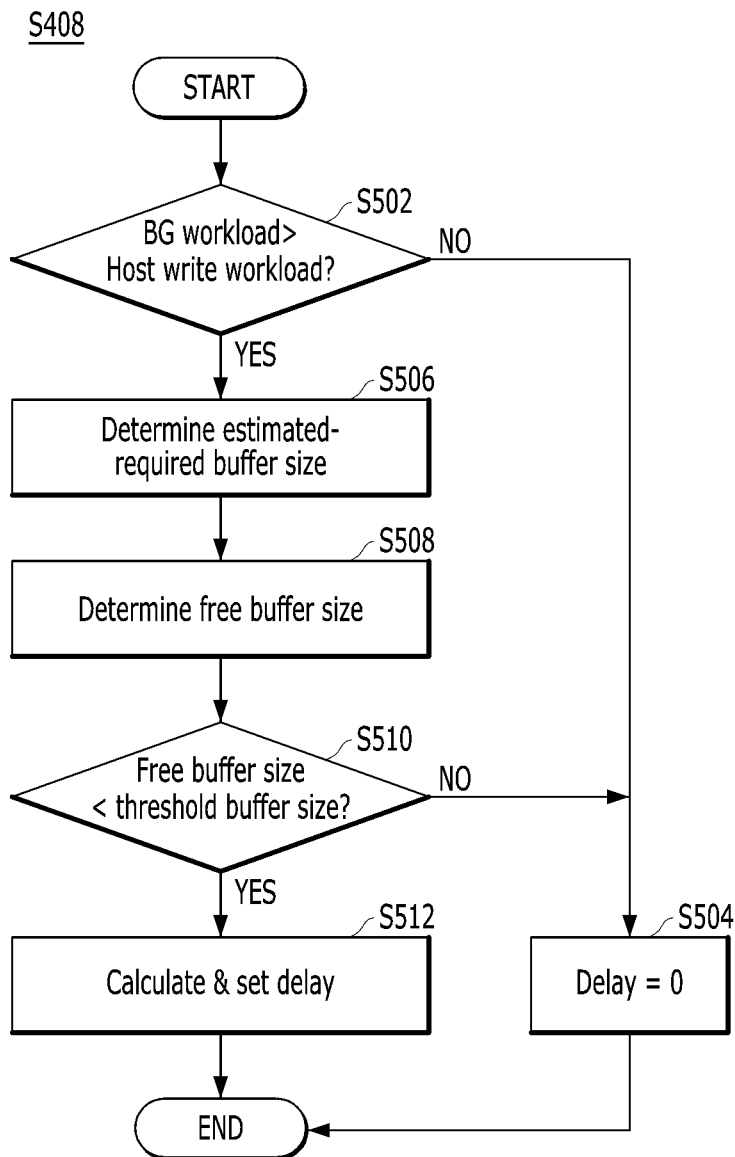 S408
START
S502
BG workload>
Host write workload?
NO
YES
S506
Determine estimated-
required buffer size
S508
Determine free buffer size
S510
Free buffer size
< threshold buffer size?
NO
YES
S512
Calculate & set delay
S504
Delay = 0
END